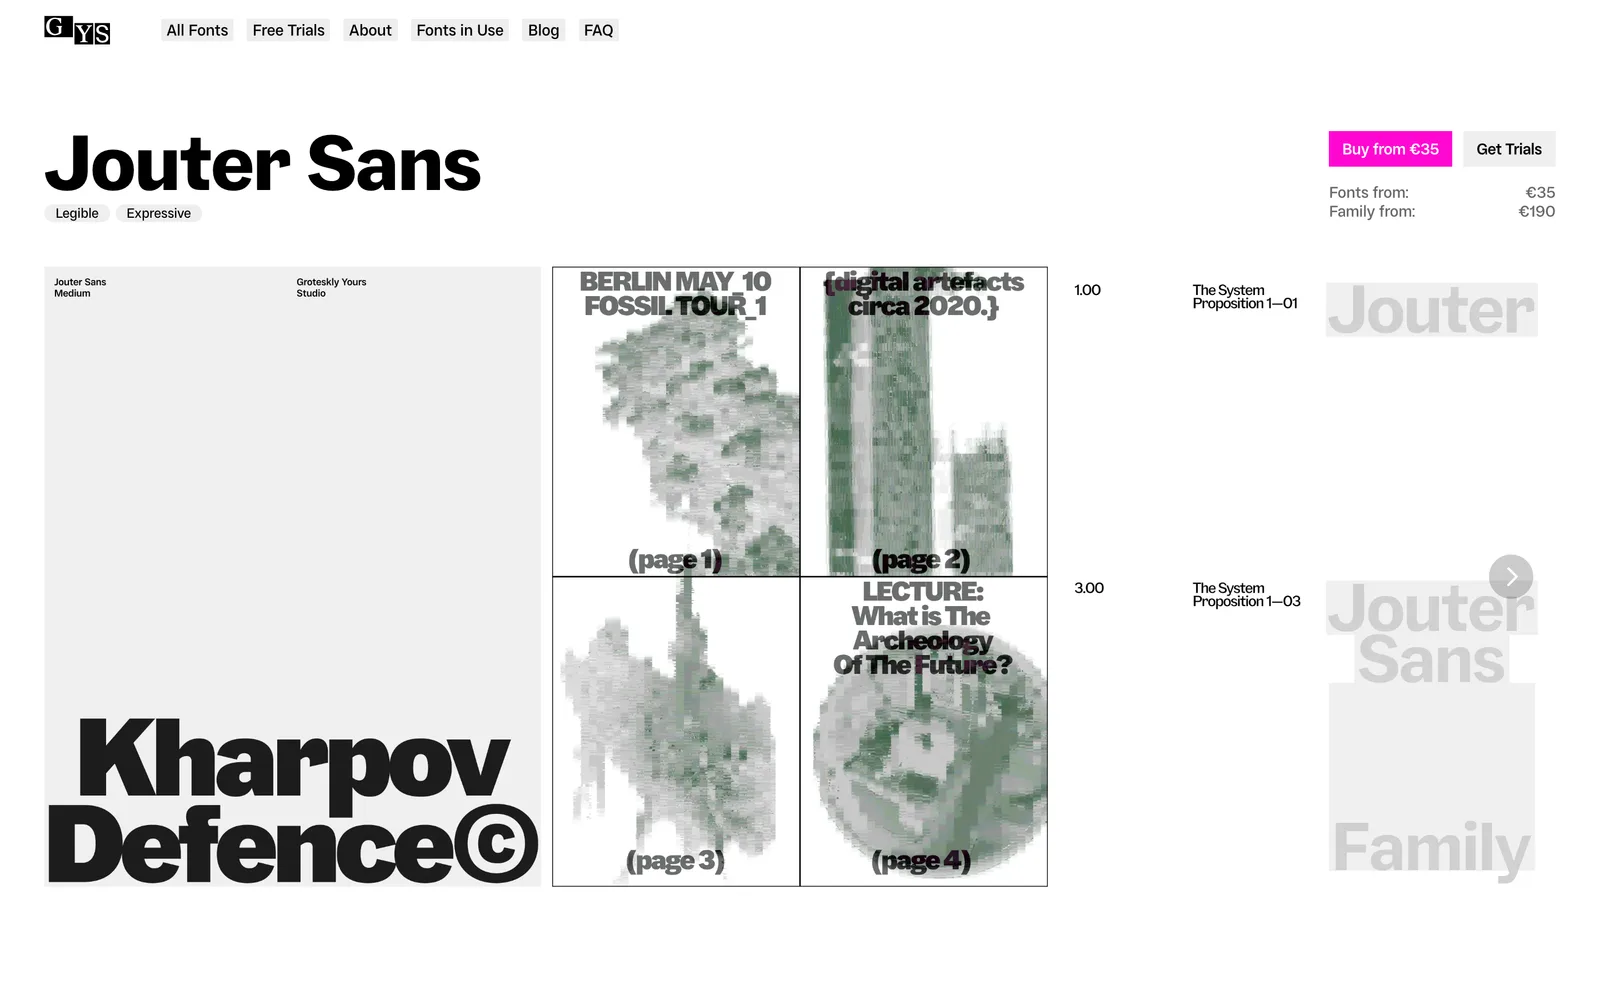 GYS
All Fonts
Free Trials
About
Fonts in Use
Blog
FAQ
Jouter Sans
Legible
Expressive
Buy from €35
Get Trials
Fonts from: €35
Family from: €190
Jouter Sans
Medium
Groteskly Yours
Studio
Kharpov
Defence©
BERLIN MAY_10
FOSSIL.TOUR_1
(page 1)
{digital artefacts
circa 2020.}
(page 2)
(page 3)
LECTURE:
What is The
Archeology
Of The Future?
(page 4)
1.00
The System
Proposition 1—01
Jouter
3.00
The System
Proposition 1—03
Jouter
Sans
Family